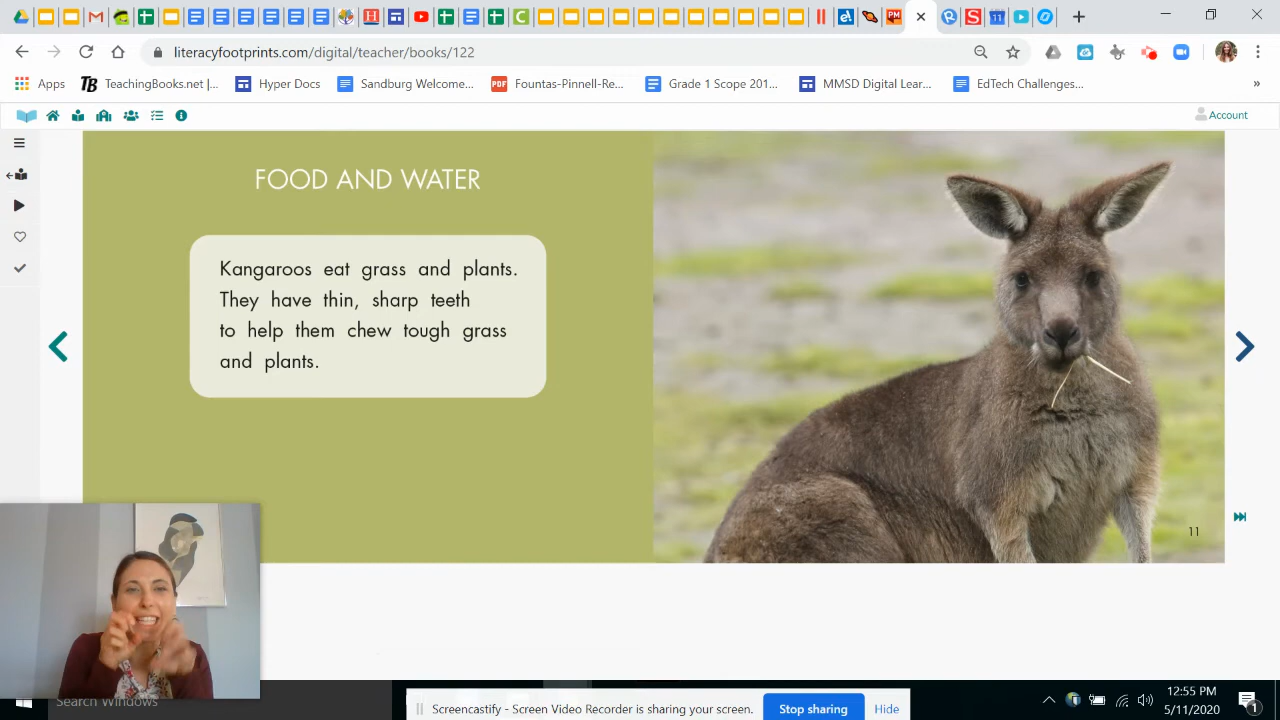 literacyfootprints.com/digital/teacher/books/122
Apps
TeachingBooks.net |...
Hyper Docs
Sandburg Welcome...
Fountas-Pinnell-Re...
Grade 1 Scope 201...
MMSD Digital Lear...
EdTech Challenges...
»
Account
FOOD AND WATER
Kangaroos eat grass and plants.
They have thin, sharp teeth
to help them chew tough grass
and plants.
11
Search Windows
Screencastify - Screen Video Recorder is sharing your screen.
Stop sharing
Hide
12:55 PM
5/11/2020
1